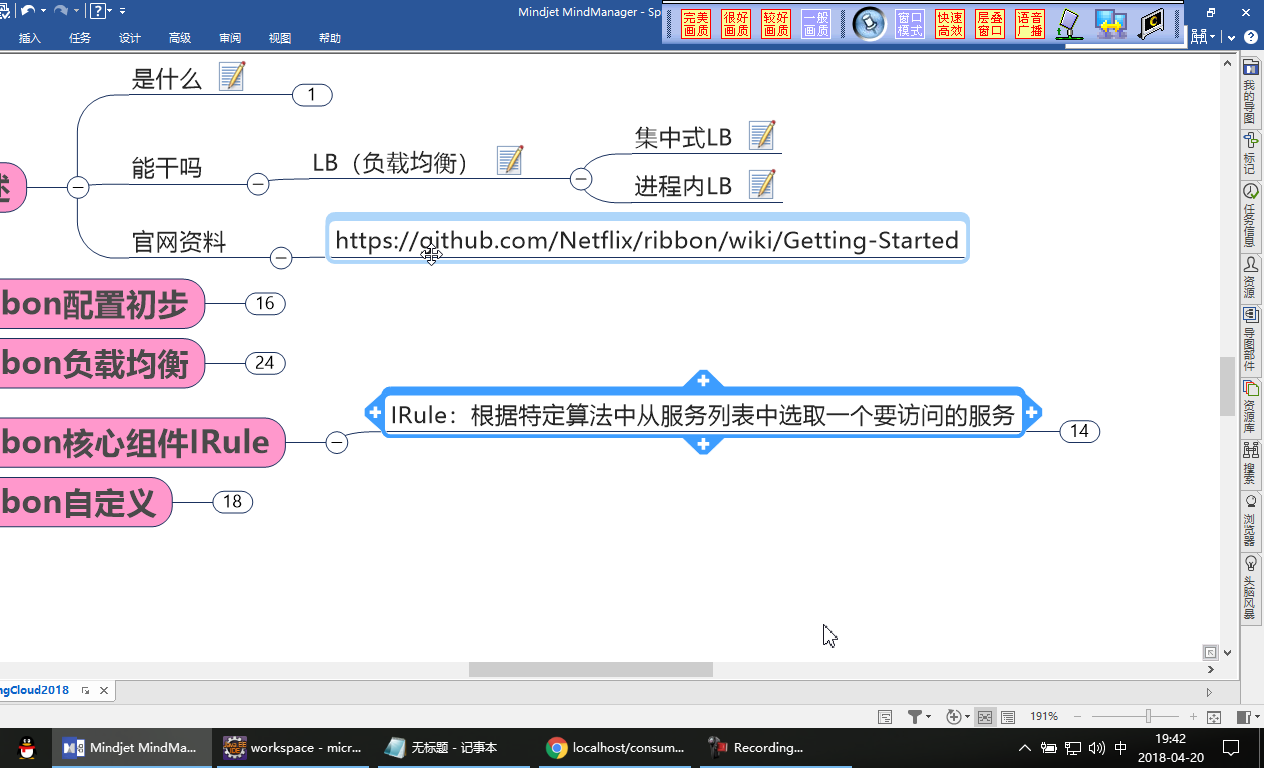 Mindjet MindManager - Sp
完美画质
很好画质
较好画质
一般画质
窗口模式
快速高效
层叠窗口
语音广播
插入 任务 设计 高级 审阅 视图 帮助
是什么
1
能干吗
LB（负载均衡）
集中式LB
进程内LB
官网资料
https://github.com/Netflix/ribbon/wiki/Getting-Started
bon配置初步
16
bon负载均衡
24
IRule：根据特定算法中从服务列表中选取一个要访问的服务
14
bon核心组件IRule
bon自定义
18
我的导图
标记
任务信息
资源
导图部件
资源库
搜索
浏览器
头脑风暴
ngCloud2018
191%
Mindjet MindMa...
workspace - micr...
无标题 - 记事本
localhost/consum...
Recording...
中
19:42
2018-04-20